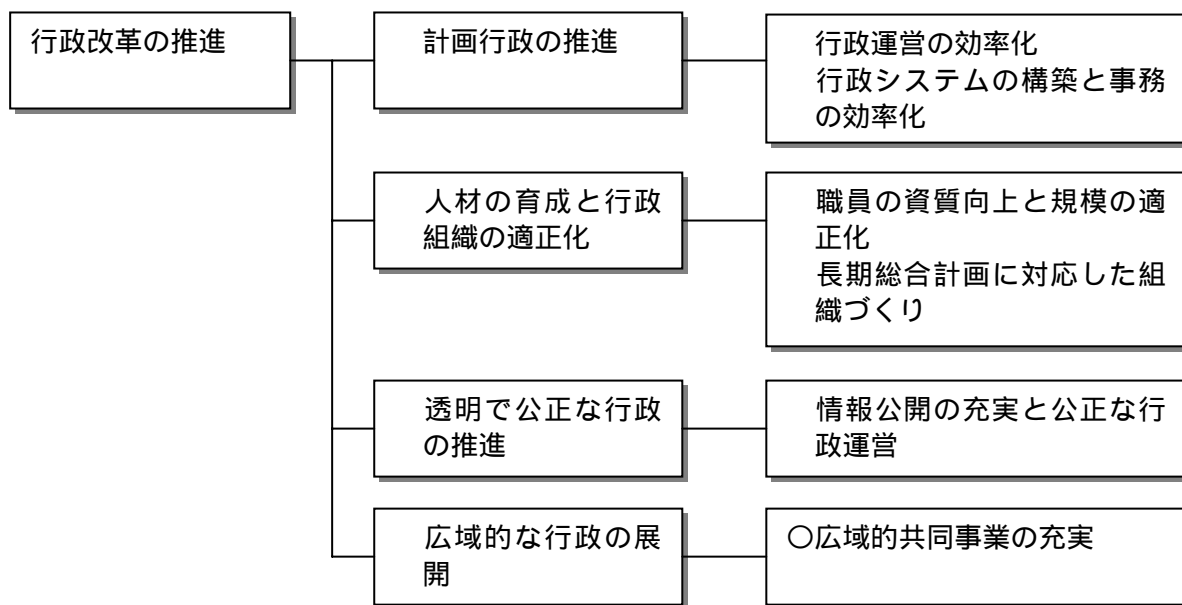 行政改革の推進
計画行政の推進
行政運営の効率化
行政システムの構築と事務
の効率化
人材の育成と行政
組織の適正化
職員の資質向上と規模の適
正化
長期総合計画に対応した組
織づくり
透明で公正な行政
の推進
情報公開の充実と公正な行
政運営
広域的な行政の展
開
〇広域的共同事業の充実